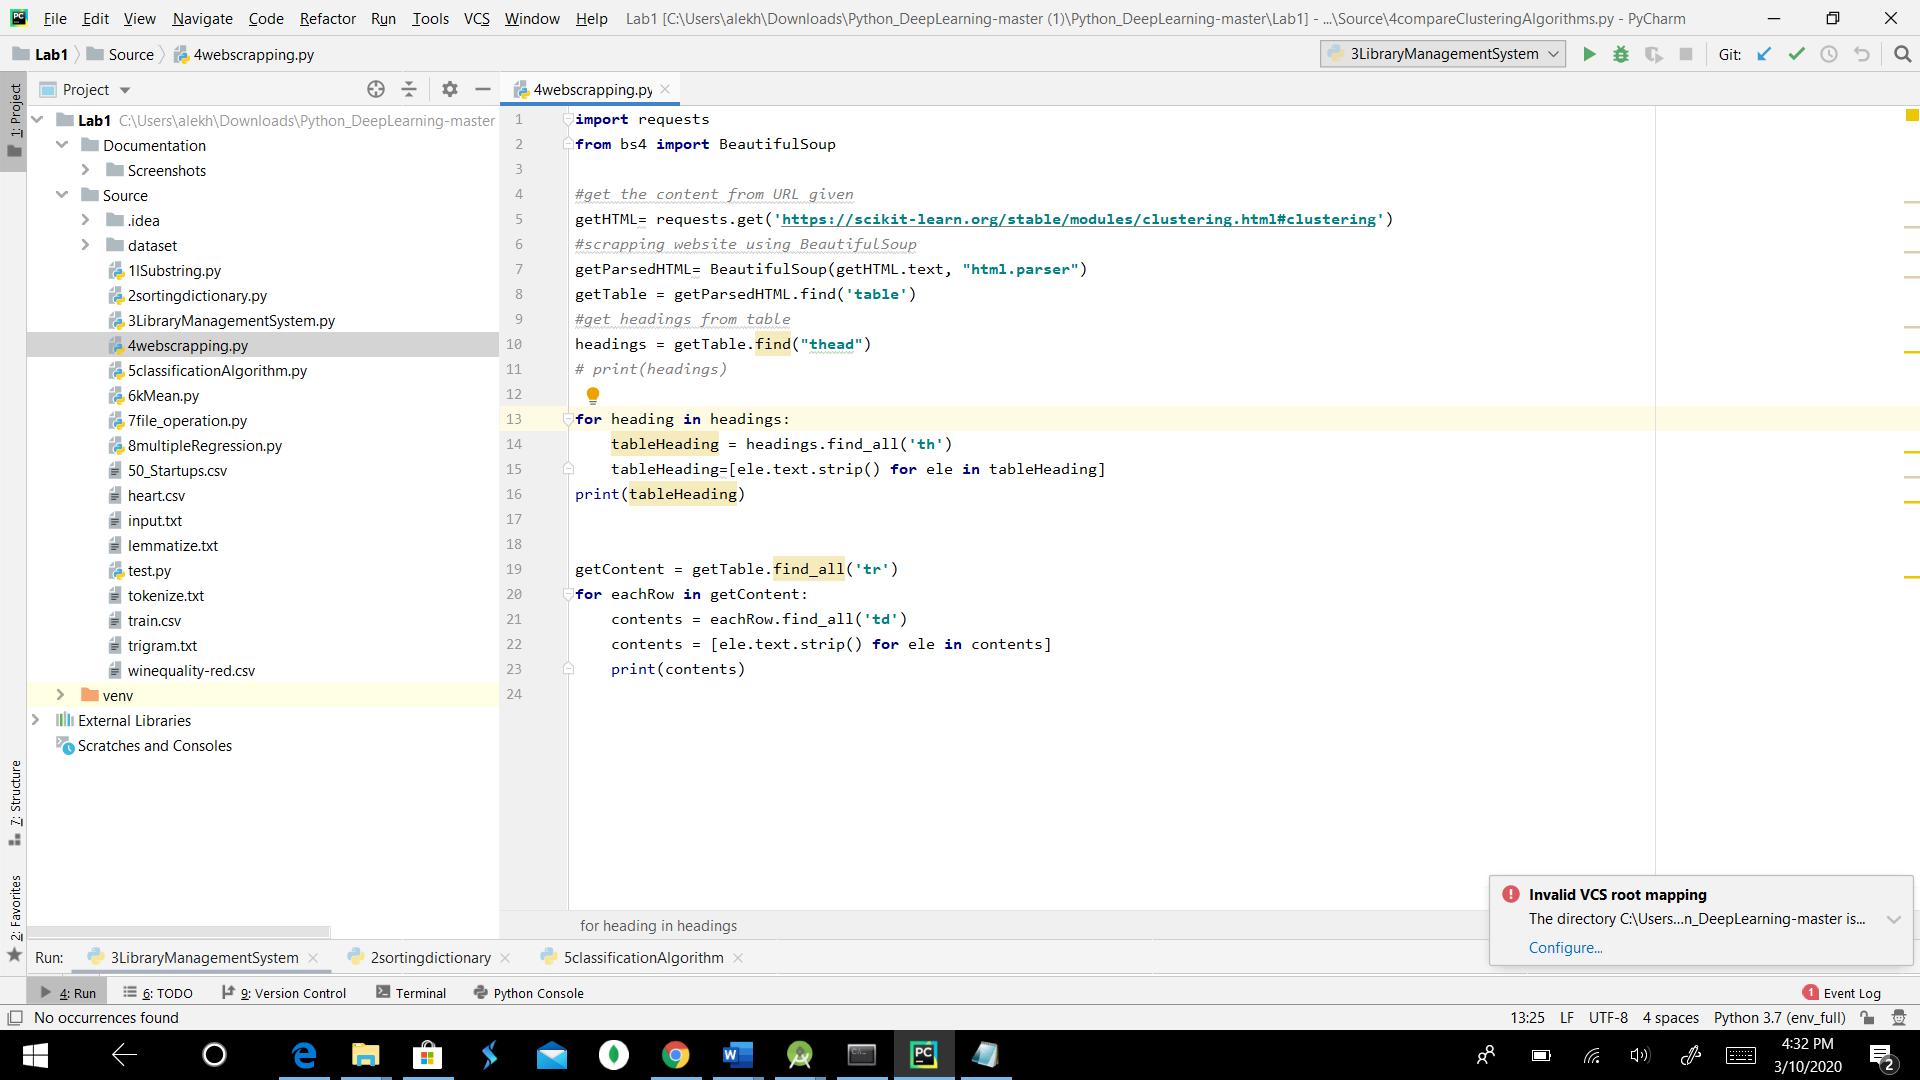 File Edit View Navigate Code Refactor Run Tools VCS Window Help Lab1 [C:\Users\alekh\Downloads\Python_DeepLearning-master (1)\Python_DeepLearning-master\Lab1] - ...\Source\4compareClusteringAlgorithms.py - PyCharm
Lab1 Source 4webscrapping.py 3LibraryManagementSystem Git:
1: Project
Project
4webscrapping.py
Lab1 C:\Users\alekh\Downloads\Python_DeepLearning-master
Documentation
Screenshots
Source
.idea
dataset
1lSubstring.py
2sortingdictionary.py
3LibraryManagementSystem.py
4webscrapping.py
5classificationAlgorithm.py
6kMean.py
7file_operation.py
8multipleRegression.py
50_Startups.csv
heart.csv
input.txt
lemmatize.txt
test.py
tokenize.txt
train.csv
trigram.txt
winequality-red.csv
venv
External Libraries
Scratches and Consoles
7: Structure
2: Favorites
1 import requests
2 from bs4 import BeautifulSoup
3
4 #get the content from URL given
5 getHTML= requests.get('https://scikit-learn.org/stable/modules/clustering.html#clustering')
6 #scrapping website using BeautifulSoup
7 getParsedHTML= BeautifulSoup(getHTML.text, "html.parser")
8 getTable = getParsedHTML.find('table')
9 #get headings from table
10 headings = getTable.find("thead")
11 # print(headings)
12
13 for heading in headings:
14 tableHeading = headings.find_all('th')
15 tableHeading=[ele.text.strip() for ele in tableHeading]
16 print(tableHeading)
17
18
19 getContent = getTable.find_all('tr')
20 for eachRow in getContent:
21 contents = eachRow.find_all('td')
22 contents = [ele.text.strip() for ele in contents]
23 print(contents)
24
for heading in headings
Invalid VCS root mapping
The directory C:\Users...n_DeepLearning-master is...
Configure...
Run: 3LibraryManagementSystem 2sortingdictionary 5classificationAlgorithm
4: Run 6: TODO 9: Version Control Terminal Python Console 1 Event Log
No occurrences found 13:25 LF UTF-8 4 spaces Python 3.7 (env_full)
4:32 PM
3/10/2020
2